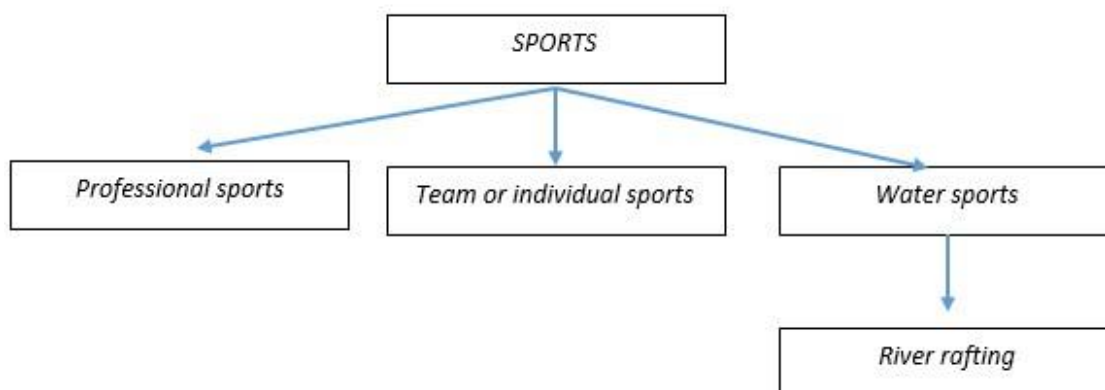 SPORTS
Professional sports
Team or individual sports
Water sports
River rafting